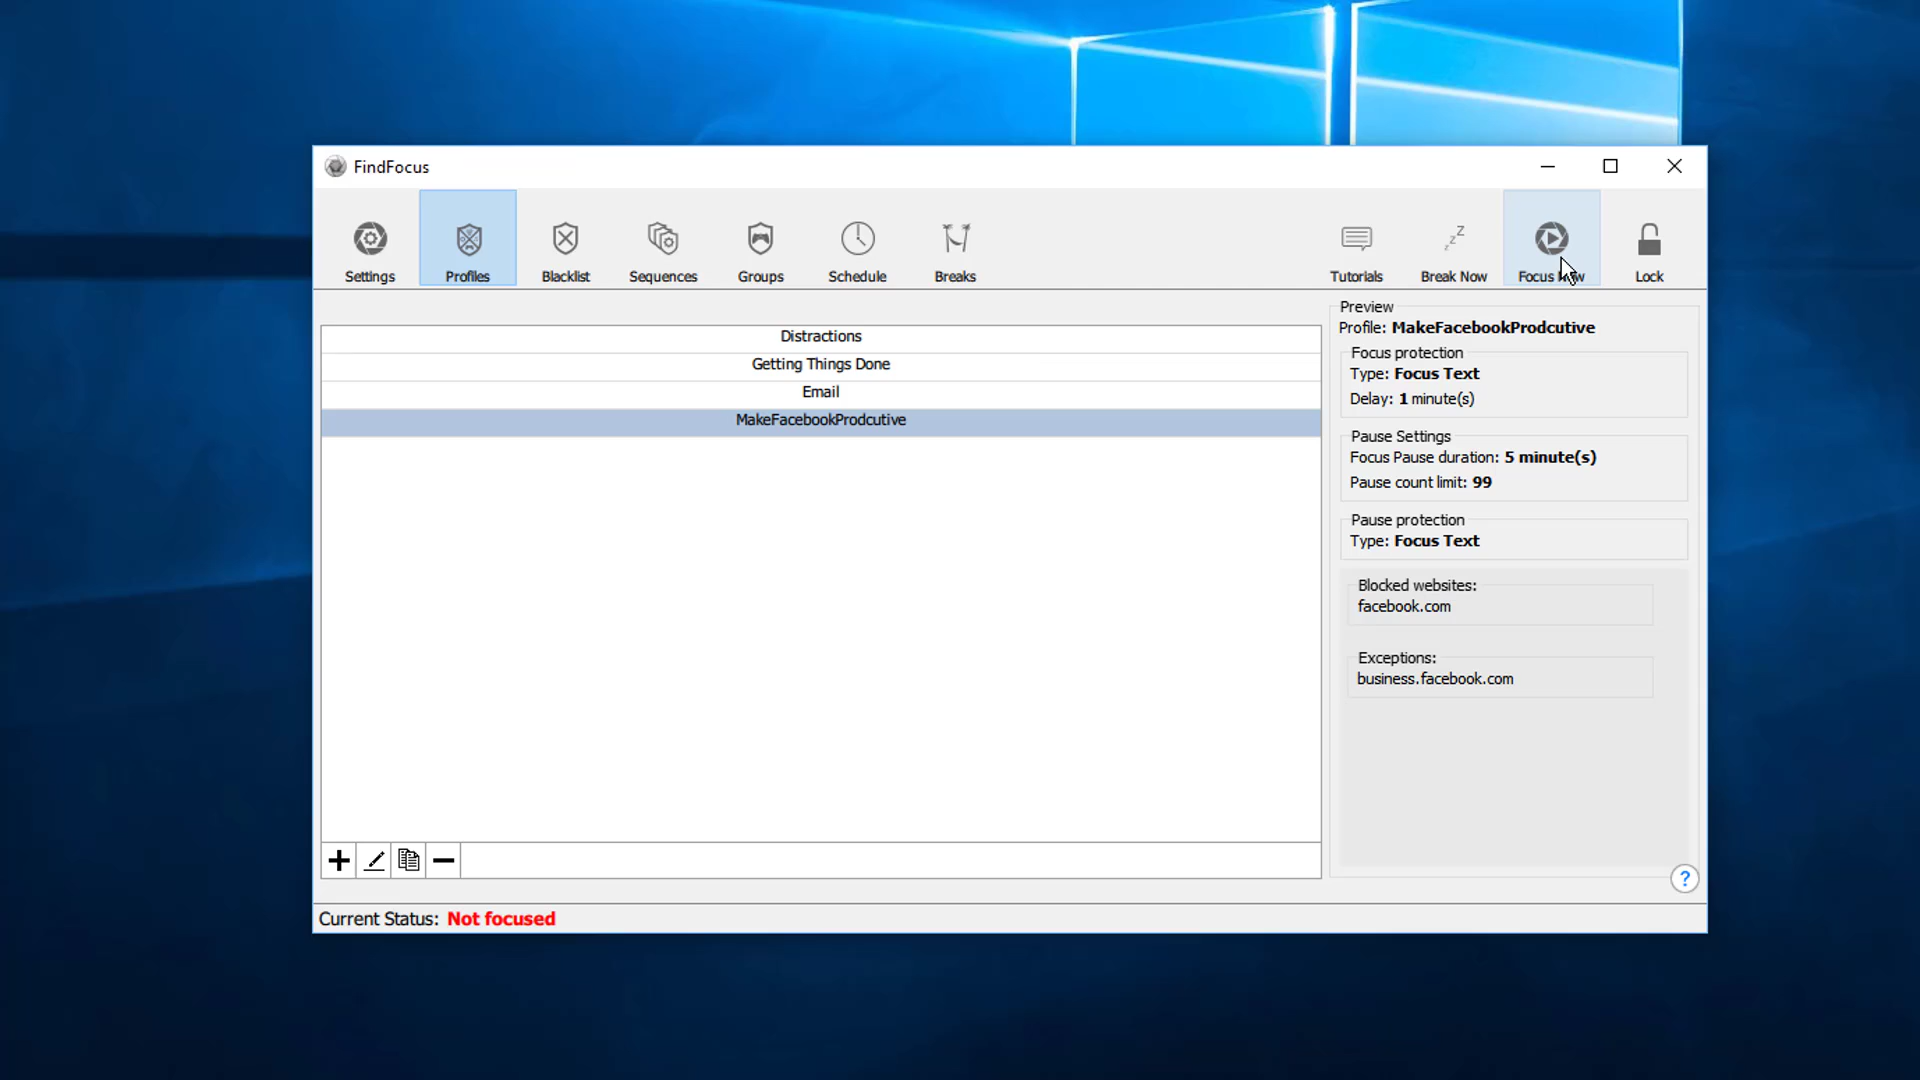 FindFocus
Settings
Profiles
Blacklist
Sequences
Groups
Schedule
Breaks
Tutorials
z z Z
Break Now
Focus
Lock
Distractions
Getting Things Done
Email
MakeFacebookProdcutive
Preview
Profile: MakeFacebookProdcutive
Focus protection
Type: Focus Text
Delay: 1 minute(s)
Pause Settings
Focus Pause duration: 5 minute(s)
Pause count limit: 99
Pause protection
Type: Focus Text
Blocked websites:
facebook.com
Exceptions:
business.facebook.com
?
Current Status: Not focused